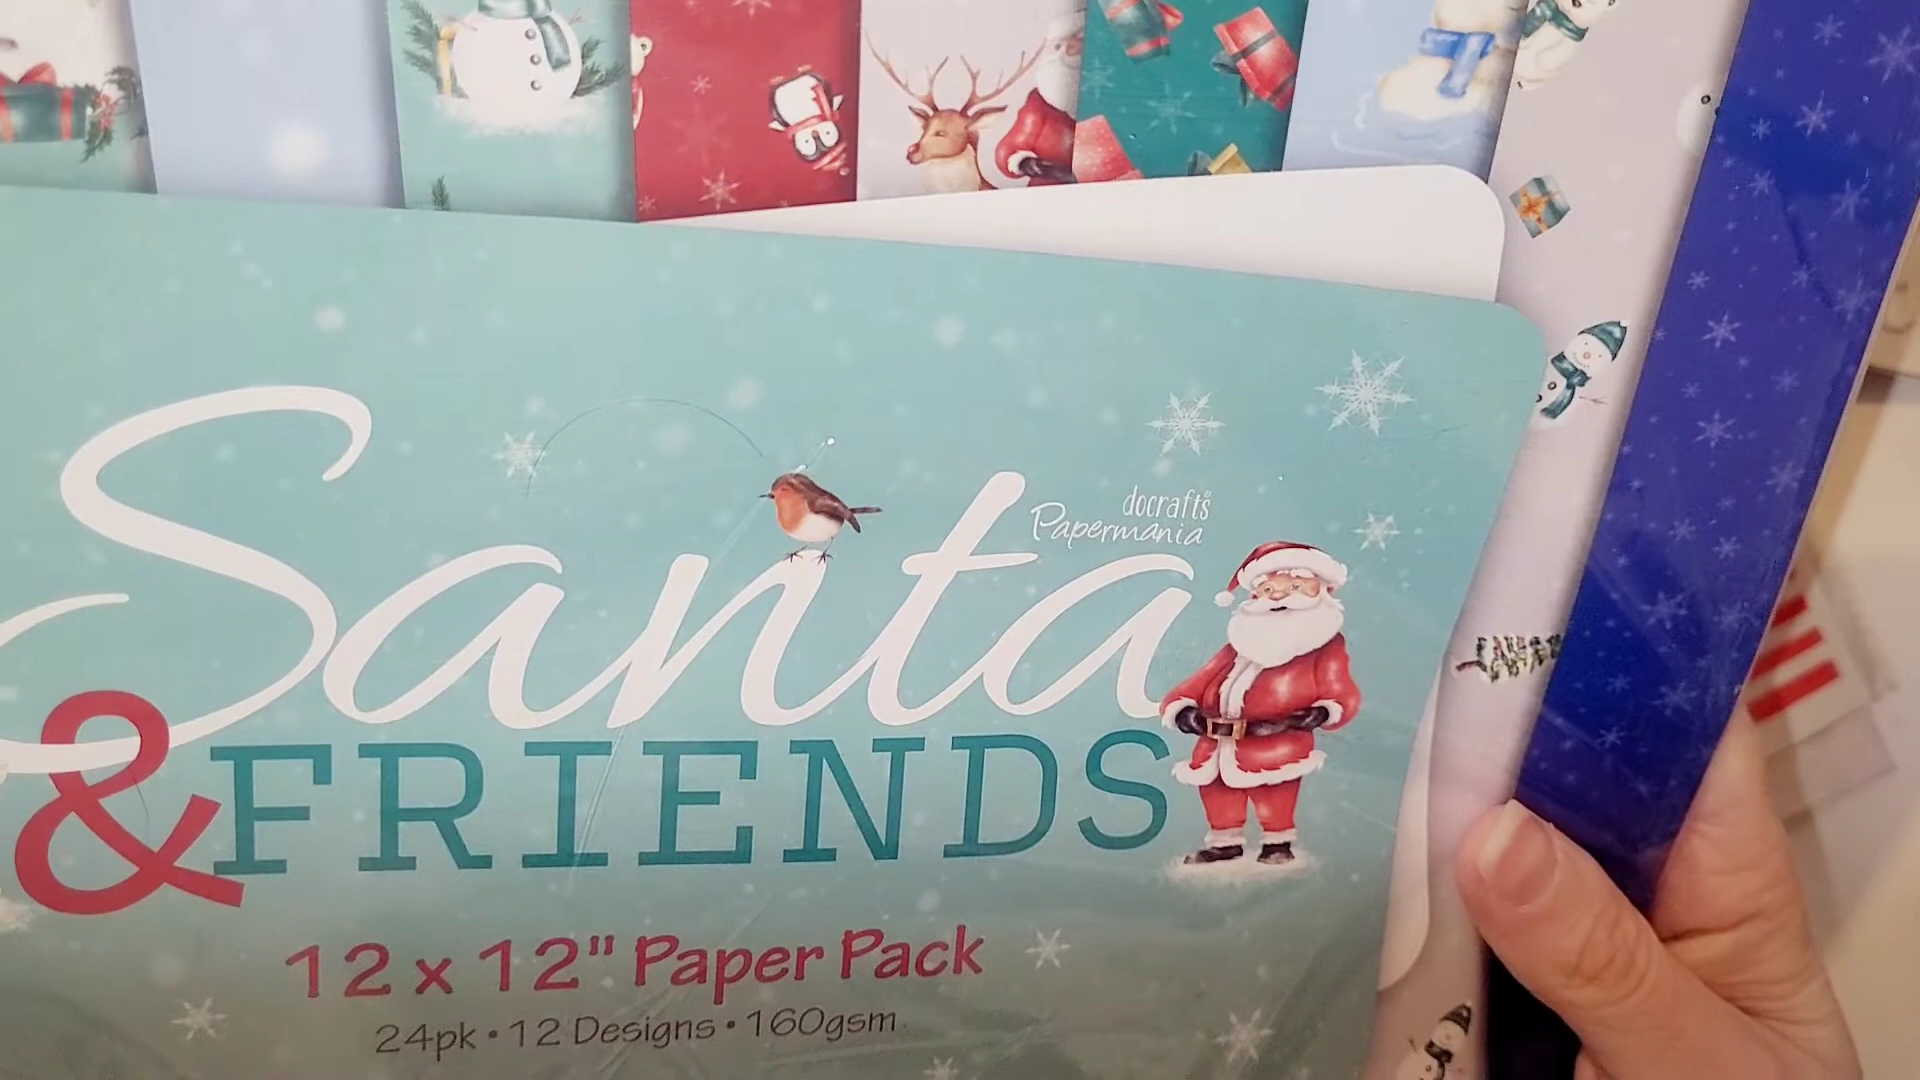 docrafts®
Papermania
Santa
& FRIENDS
12 x 12" Paper Pack
24pk • 12 Designs • 160gsm